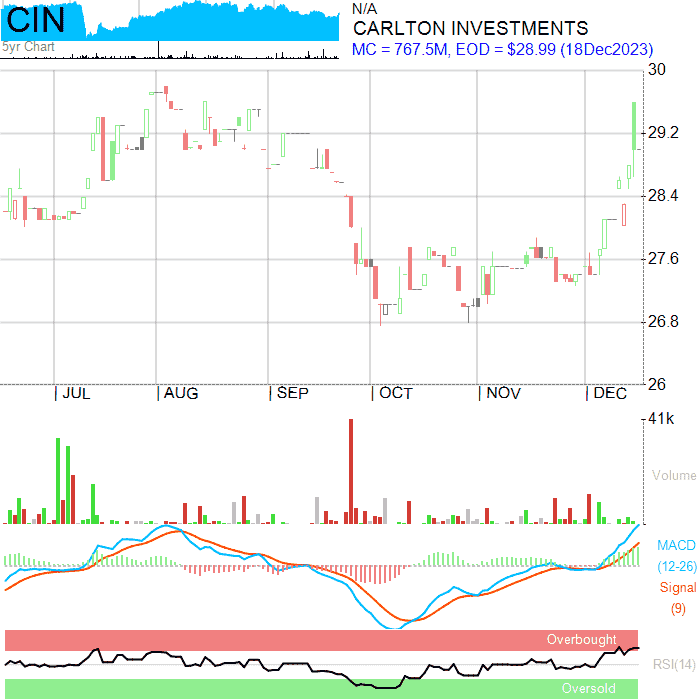 CIN
5yr Chart
N/A
CARLTON INVESTMENTS
MC = 767.5M, EOD = $28.99 (18Dec2023)
30
29.2
28.4
27.6
26.8
26
JUL AUG SEP OCT NOV DEC
41k
Volume
MACD
(12-26)
Signal
(9)
Overbought
RSI(14)
Oversold